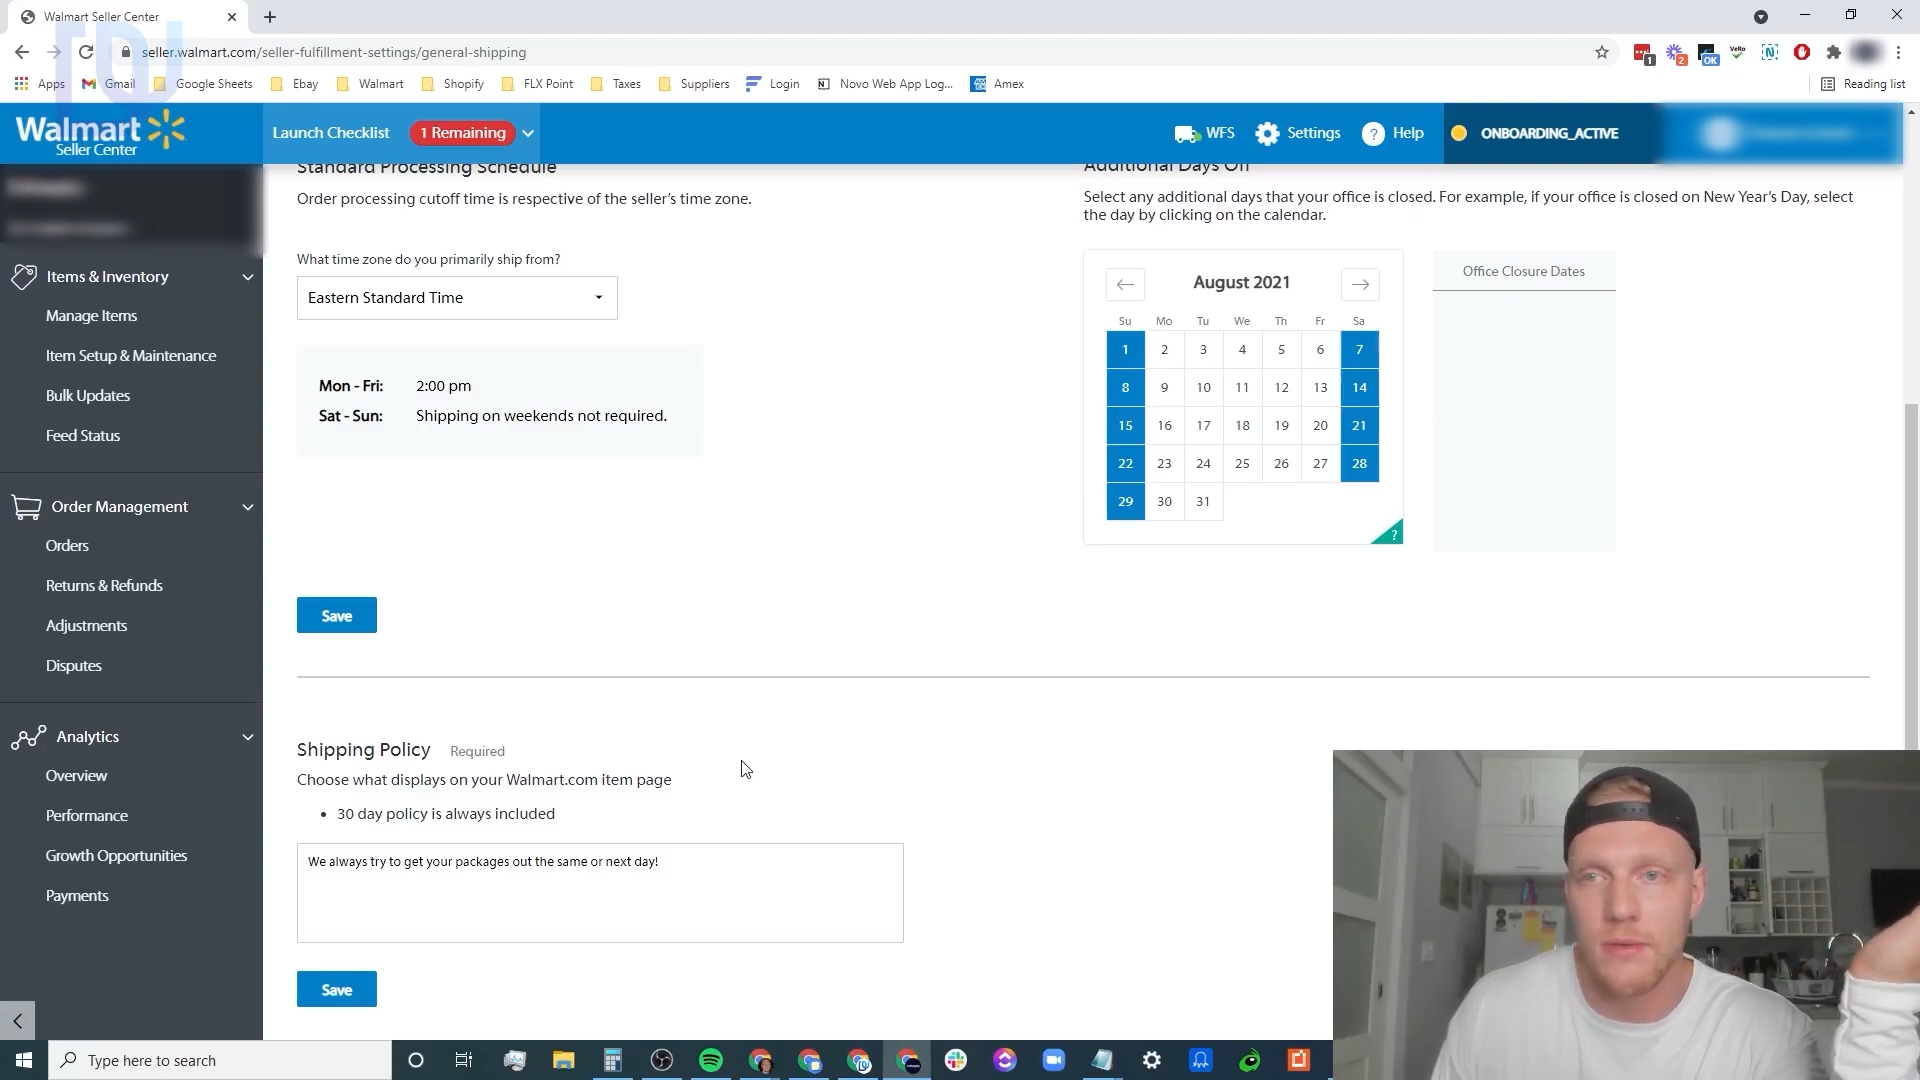 Walmart Seller Center
seller.walmart.com/seller-fulfillment-settings/general-shipping
1
2
OK
VeRo
Apps
Gmail
Google Sheets
Ebay
Walmart
Shopify
FLX Point
Taxes
Suppliers
Login
Novo Web App Log...
Amex
Reading list
Walmart
Seller Center
Launch Checklist
1 Remaining
WFS
Settings
? Help
ONBOARDING_ACTIVE
Items & Inventory
Manage Items
Item Setup & Maintenance
Bulk Updates
Feed Status
Order Management
Orders
Returns & Refunds
Adjustments
Disputes
Analytics
Overview
Performance
Growth Opportunities
Payments
Standard Processing Schedule
Order processing cutoff time is respective of the seller's time zone.
What time zone do you primarily ship from?
Eastern Standard Time
Mon - Fri: 2:00 pm
Sat - Sun: Shipping on weekends not required.
Save
Additional Days Off
Select any additional days that your office is closed. For example, if your office is closed on New Year's Day, select
the day by clicking on the calendar.
August 2021
Su Mo Tu We Th Fr Sa
1 2 3 4 5 6 7
8 9 10 11 12 13 14
15 16 17 18 19 20 21
22 23 24 25 26 27 28
29 30 31
?
Office Closure Dates
Shipping Policy Required
Choose what displays on your Walmart.com item page
• 30 day policy is always included
We always try to get your packages out the same or next day!
Save
Type here to search